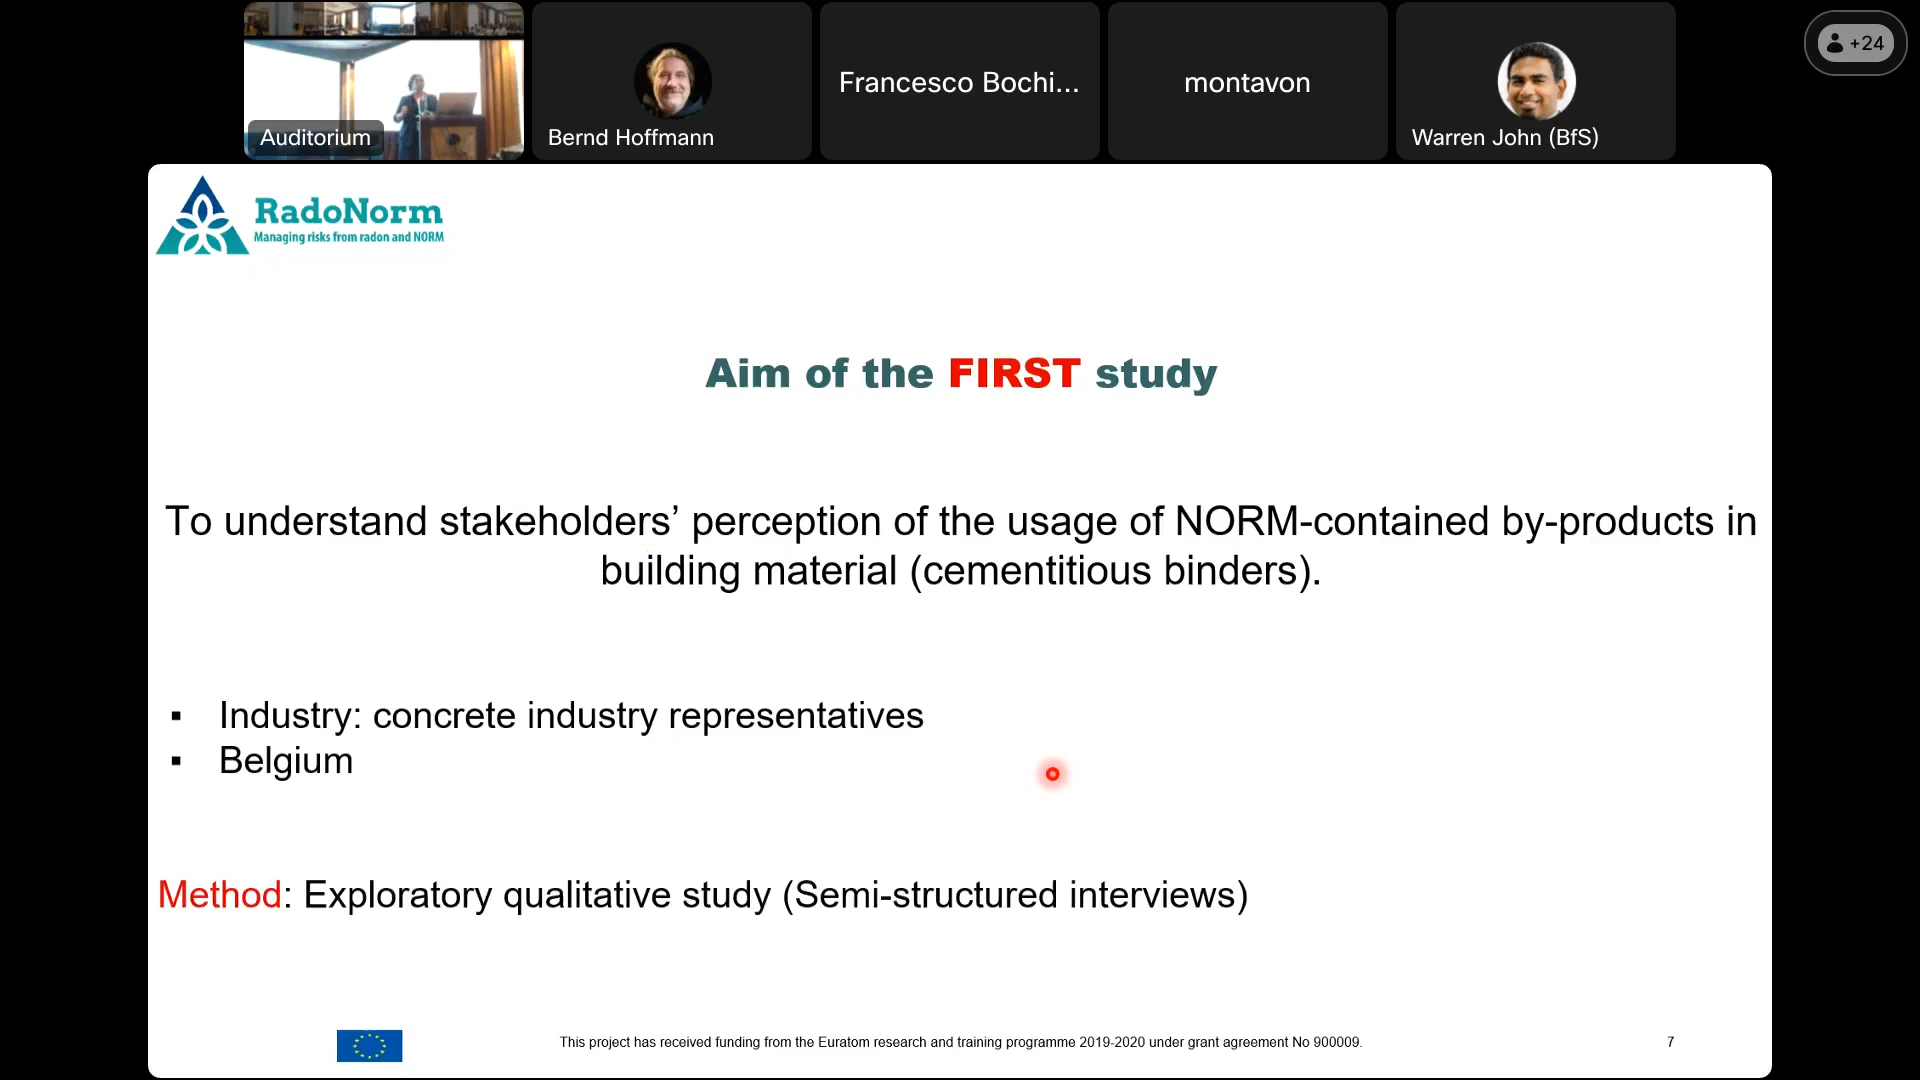 Auditorium
Bernd Hoffmann
Francesco Bochi...
montavon
Warren John (BfS)
+24
RadoNorm
Managing risks from radon and NORM
Aim of the FIRST study
To understand stakeholders’ perception of the usage of NORM-contained by-products in
building material (cementitious binders).
▪ Industry: concrete industry representatives
▪ Belgium
Method: Exploratory qualitative study (Semi-structured interviews)
This project has received funding from the Euratom research and training programme 2019-2020 under grant agreement No 900009.
7